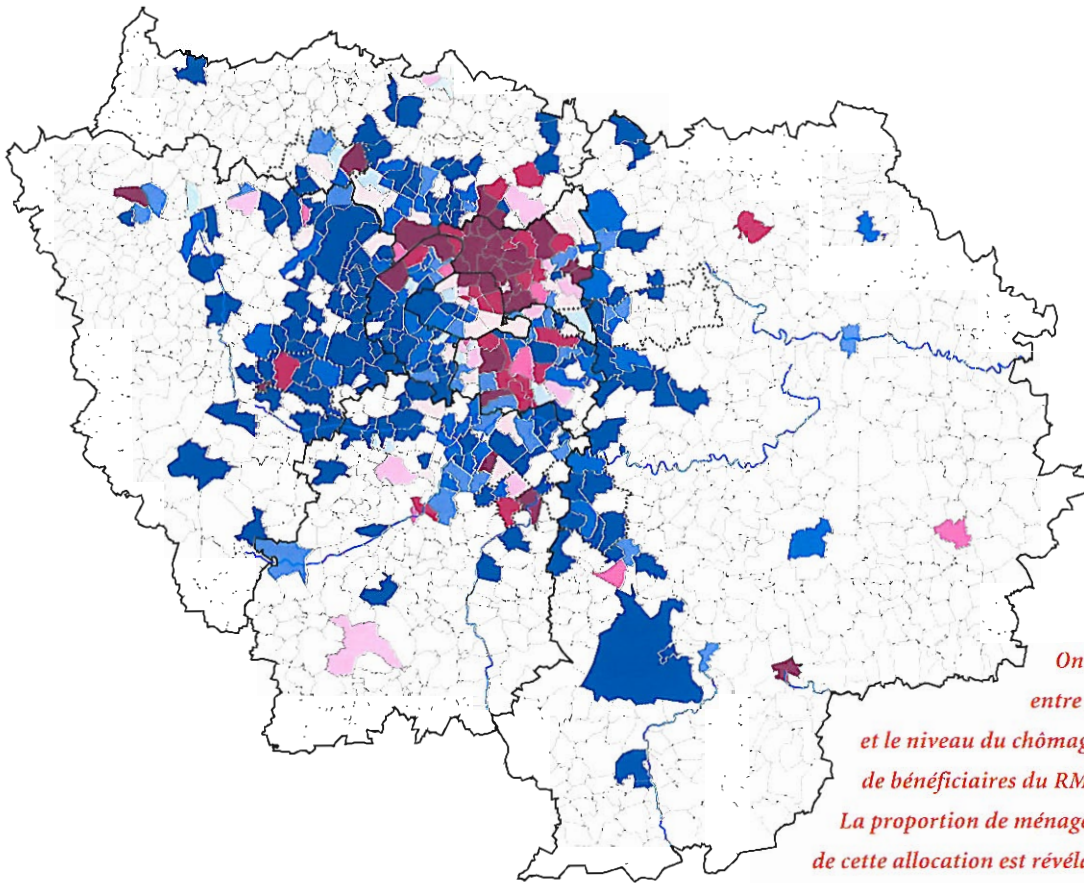 On
entre
et le niveau du chômag
de bénéficiaires du RM
La proportion de ménage
de cette allocation est révéla